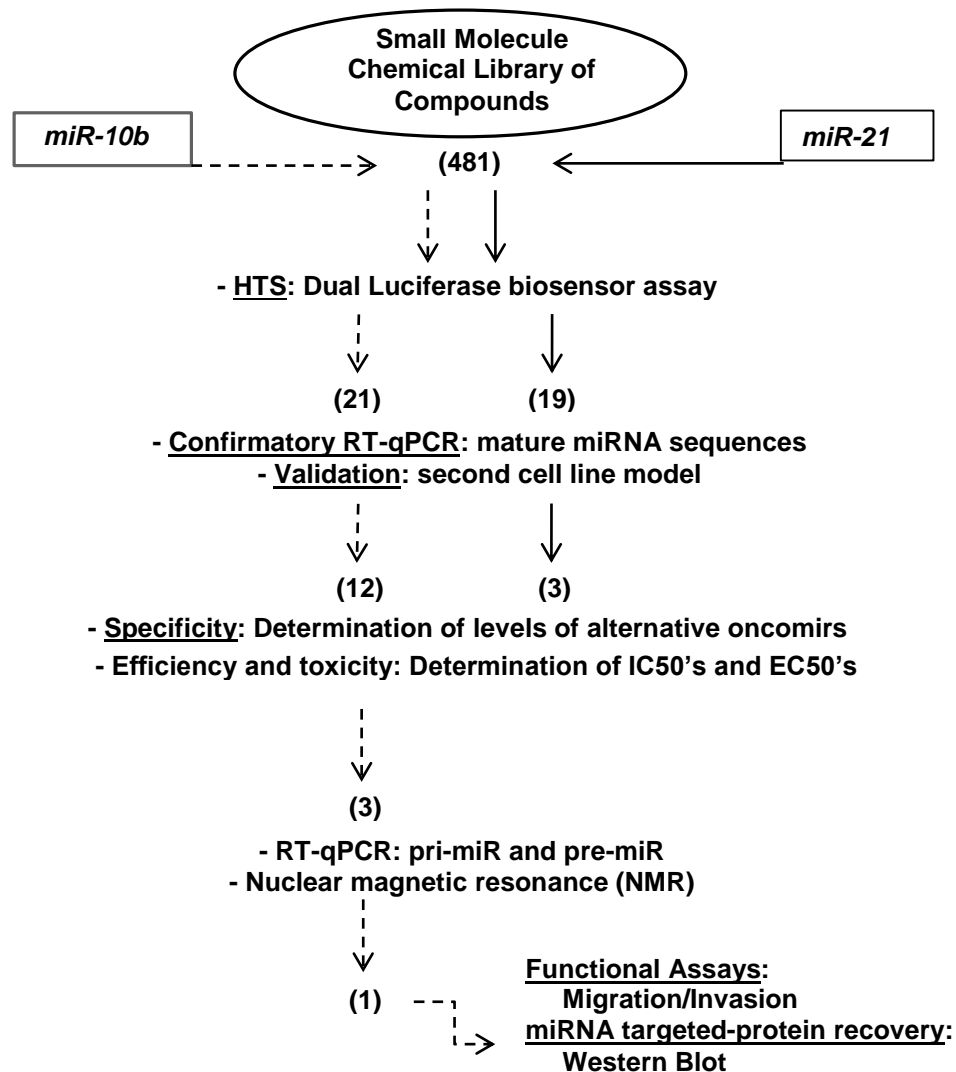 Small Molecule
Chemical Library of
Compounds
miR-10b
miR-21
(481)
- HTS: Dual Luciferase biosensor assay
(21) (19)
- Confirmatory RT-qPCR: mature miRNA sequences
- Validation: second cell line model
(12) (3)
- Specificity: Determination of levels of alternative oncomirs
- Efficiency and toxicity: Determination of IC50’s and EC50’s
(3)
- RT-qPCR: pri-miR and pre-miR
- Nuclear magnetic resonance (NMR)
(1)
Functional Assays:
Migration/Invasion
miRNA targeted-protein recovery:
Western Blot